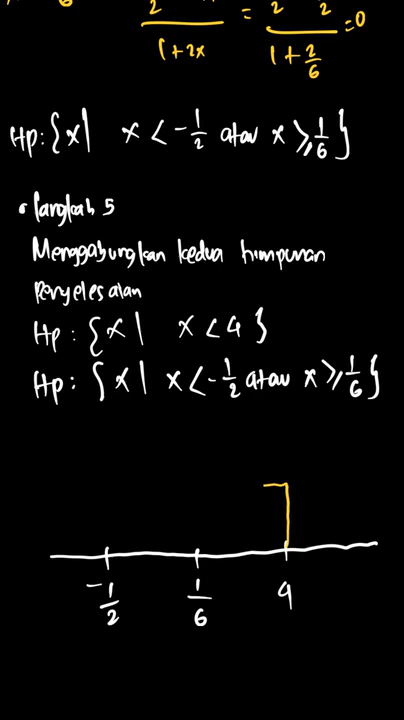 2 2 2
1+2x = 1+2/6 =0
Hp:{x| x < -1/2 atau x ≥ 1/6}
• langkah 5
Menggabungkan kedua himpunan
penyelesaian
Hp : {x| x < 4}
Hp : {x| x < -1/2 atau x ≥ 1/6}
-1/2 1/6 4